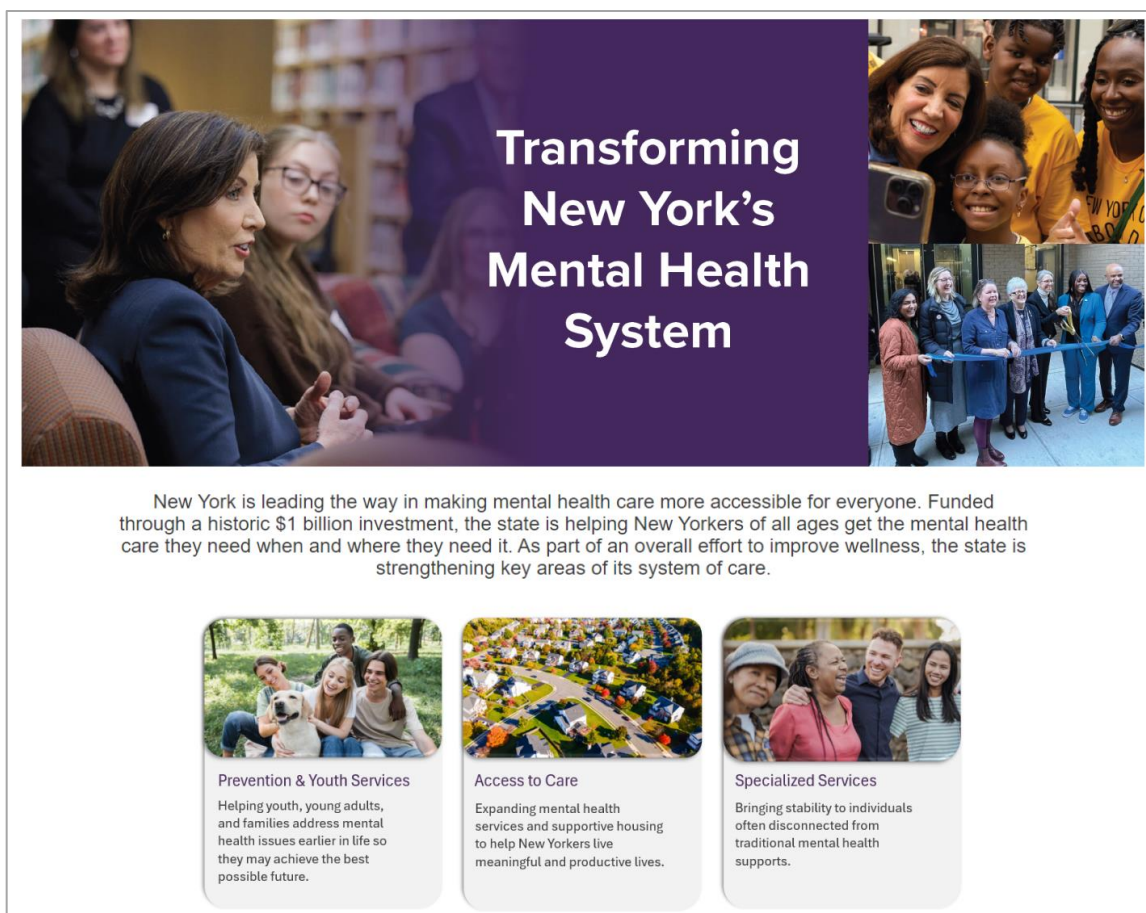 Transforming
New York's
Mental Health
System
New York is leading the way in making mental health care more accessible for everyone. Funded
through a historic $1 billion investment, the state is helping New Yorkers of all ages get the mental health
care they need when and where they need it. As part of an overall effort to improve wellness, the state is
strengthening key areas of its system of care.
Prevention & Youth Services
Helping youth, young adults,
and families address mental
health issues earlier in life so
they may achieve the best
possible future.
Access to Care
Expanding mental health
services and supportive housing
to help New Yorkers live
meaningful and productive lives.
Specialized Services
Bringing stability to individuals
often disconnected from
traditional mental health
supports.